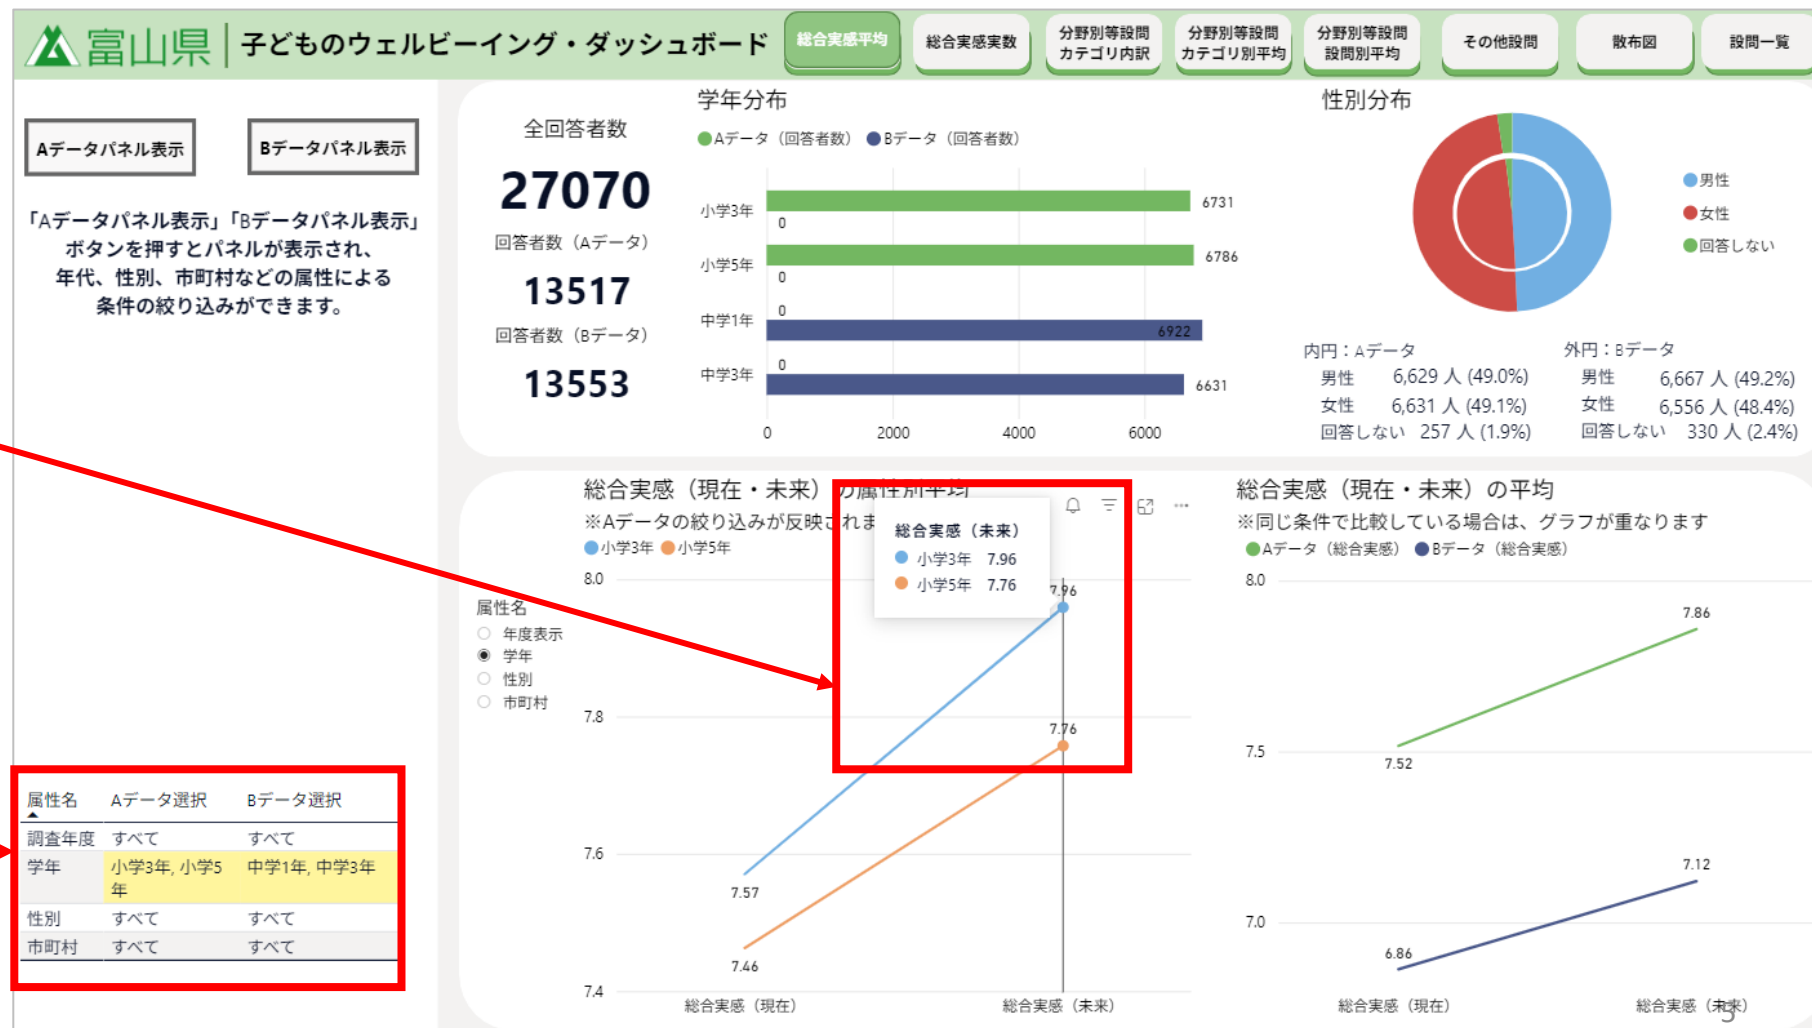 富山県 子どものウェルビーイング・ダッシュボード
総合実感平均
総合実感実数
分野別等設問
カテゴリ内訳
分野別等設問
カテゴリ別平均
分野別等設問
設問別平均
その他設問
散布図
設問一覧
Aデータパネル表示
Bデータパネル表示
「Aデータパネル表示」「Bデータパネル表示」
ボタンを押すとパネルが表示され、
年代、性別、市町村などの属性による
条件の絞り込みができます。
属性名 Aデータ選択 Bデータ選択
調査年度 すべて すべて
学年 小学3年, 小学5 中学1年, 中学3年
年
性別 すべて すべて
市町村 すべて すべて
全回答者数
27070
回答者数（Aデータ）
13517
回答者数（Bデータ）
13553
学年分布
Aデータ（回答者数） Bデータ（回答者数）
小学3年 6731
0
小学5年 6786
0
中学1年 0
6922
中学3年 0
6631
0 2000 4000 6000
性別分布
男性
女性
回答しない
内円：Aデータ
男性 6,629 人 (49.0%)
女性 6,631 人 (49.1%)
回答しない 257 人 (1.9%)
外円：Bデータ
男性 6,667 人 (49.2%)
女性 6,556 人 (48.4%)
回答しない 330 人 (2.4%)
総合実感（現在・未来）の属性別平均
※Aデータの絞り込みが反映されま
小学3年 小学5年
総合実感（未来）
小学3年 7.96
小学5年 7.76
属性名
年度表示
学年
性別
市町村
8.0
7.8
7.6
7.4
7.96
7.76
7.57
7.46
総合実感（現在） 総合実感（未来）
総合実感（現在・未来）の平均
※同じ条件で比較している場合は、グラフが重なります
Aデータ（総合実感） Bデータ（総合実感）
8.0
7.5
7.0
7.86
7.52
7.12
6.86
総合実感（現在） 総合実感（未来）
5